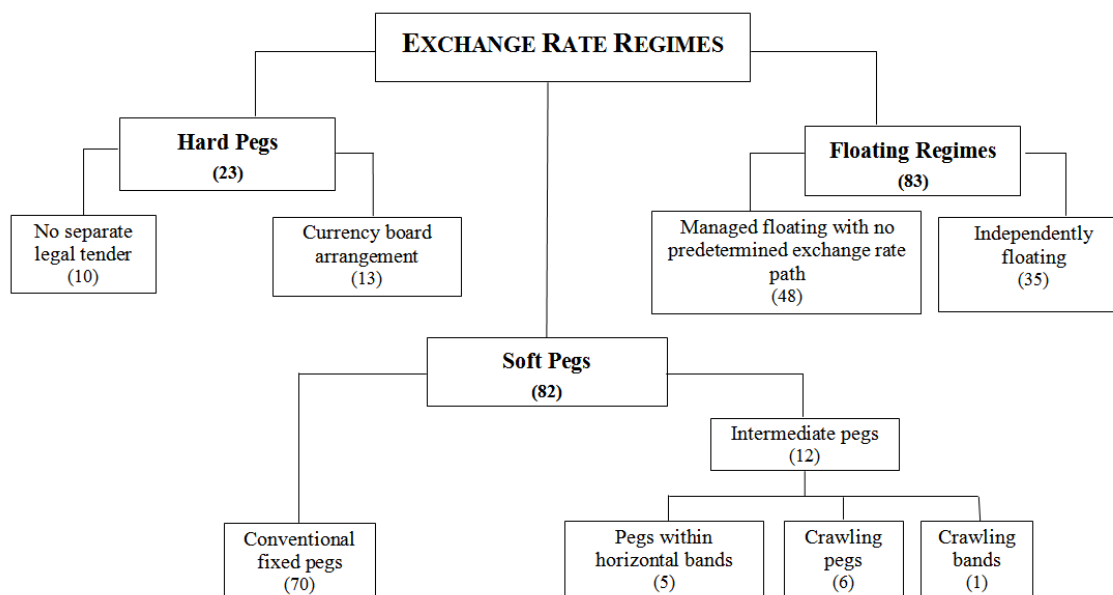 EXCHANGE RATE REGIMES
Hard Pegs
(23)
Floating Regimes
(83)
No separate
legal tender
(10)
Currency board
arrangement
(13)
Managed floating with no
predetermined exchange rate
path
(48)
Independently
floating
(35)
Soft Pegs
(82)
Intermediate pegs
(12)
Conventional
fixed pegs
(70)
Pegs within
horizontal bands
(5)
Crawling
pegs
(6)
Crawling
bands
(1)